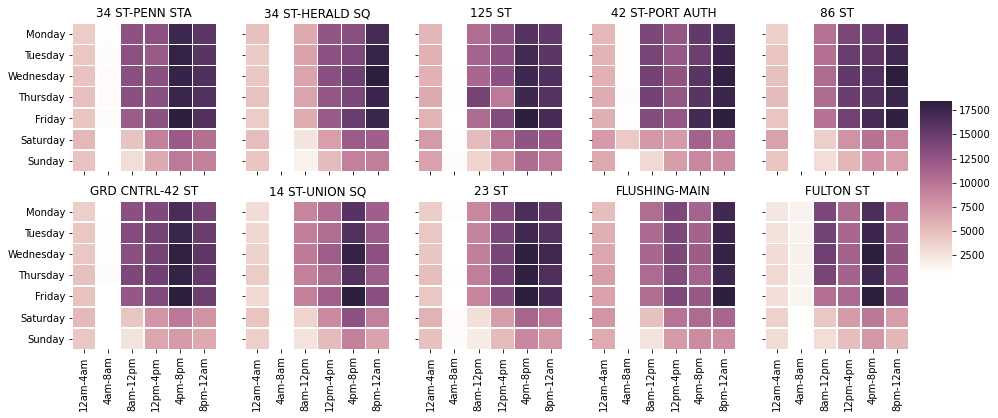 34 ST-PENN STA
34 ST-HERALD SQ
125 ST
42 ST-PORT AUTH
86 ST
Monday
Tuesday
Wednesday
Thursday
Friday
Saturday
Sunday
17500
15000
12500
10000
7500
5000
2500
GRD CNTRL-42 ST
14 ST-UNION SQ
23 ST
FLUSHING-MAIN
FULTON ST
Monday
Tuesday
Wednesday
Thursday
Friday
Saturday
Sunday
12am-4am
4am-8am
8am-12pm
12pm-4pm
4pm-8pm
8pm-12am
12am-4am
4am-8am
8am-12pm
12pm-4pm
4pm-8pm
8pm-12am
12am-4am
4am-8am
8am-12pm
12pm-4pm
4pm-8pm
8pm-12am
12am-4am
4am-8am
8am-12pm
12pm-4pm
4pm-8pm
8pm-12am
12am-4am
4am-8am
8am-12pm
12pm-4pm
4pm-8pm
8pm-12am